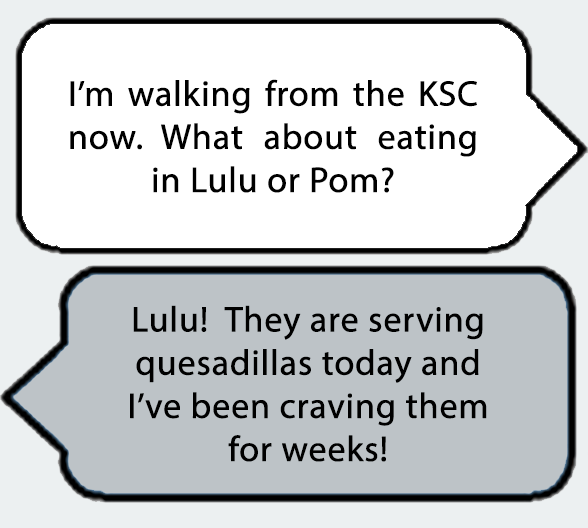 I’m walking from the KSC
now. What about eating
in Lulu or Pom?
Lulu! They are serving
quesadillas today and
I’ve been craving them
for weeks!